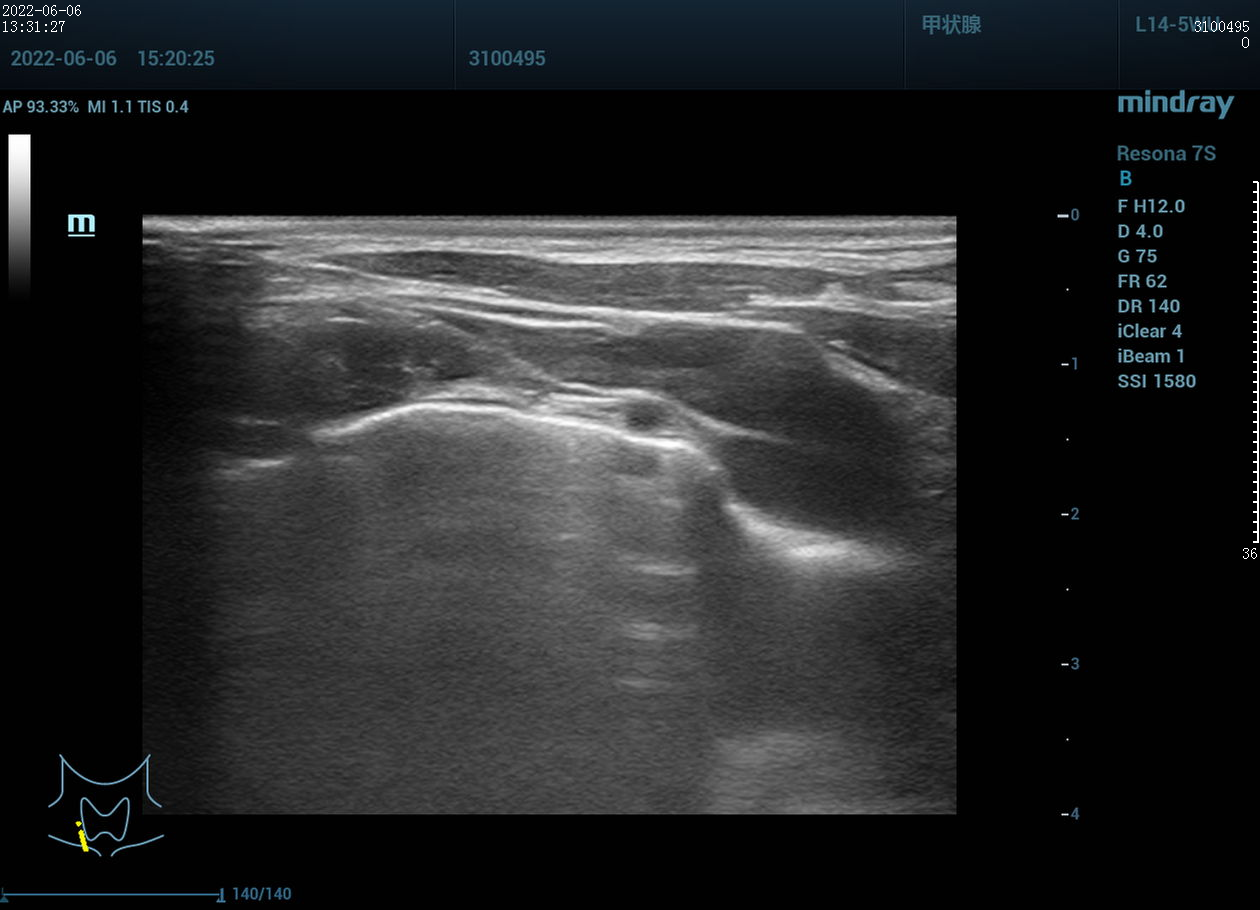 2022-06-06
13:31:27
2022-06-06 15:20:25
3100495
甲状腺
3100495
0
AP 93.33% MI 1.1 TIS 0.4
mindray
Resona 7S
B
F H12.0
D 4.0
G 75
FR 62
DR 140
iClear 4
iBeam 1
SSI 1580
m
0
1
2
3
4
36
140/140